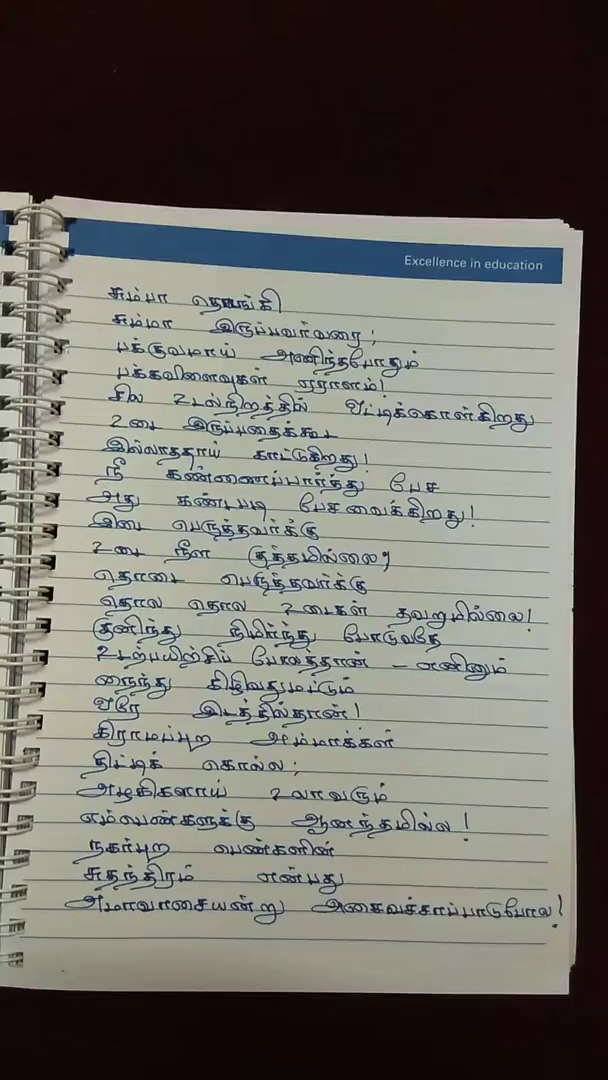 Excellence in education
சும்பா தொடங்கி
சும்மா இருப்பவர்வரை;
பக்குவமாய் அணிந்தபோதும்
பக்கவிளைவுகள் ஏராளம்!
சில உடல்நிறத்தில் ஒட்டிக்கொள்கிறது
உடை இருப்பதைக்கூட
இல்லாததாய் காட்டுகிறது!
நீ கண்ணைப்பார்த்து பேச
அது கண்டபடி பேசவைக்கிறது!
இடை பெருத்தவர்க்கு
உடை நீள குத்தமில்லை,
தொடை பெருத்தவர்க்கு
தொல தொல உடைகள் தவறுமில்லை!
குனிந்து நிமிர்ந்து போடுவதே
உடற்பயிற்சிப் போலத்தான் – எனினும்
நைந்து கிழிவதுமட்டும்
ஒரே இடத்தில்தான்!
கிராமப்புற அம்மாக்கள்
திட்டிக் கொல்ல;
அழகிகளாய் உலாவரும்
எம்பெண்களுக்கு ஆனந்தமில்ல!
நகர்புற பெண்களின்
சுதந்திரம் என்பது
அமாவாசையன்று அசைவச்சாப்பாடுபோல!